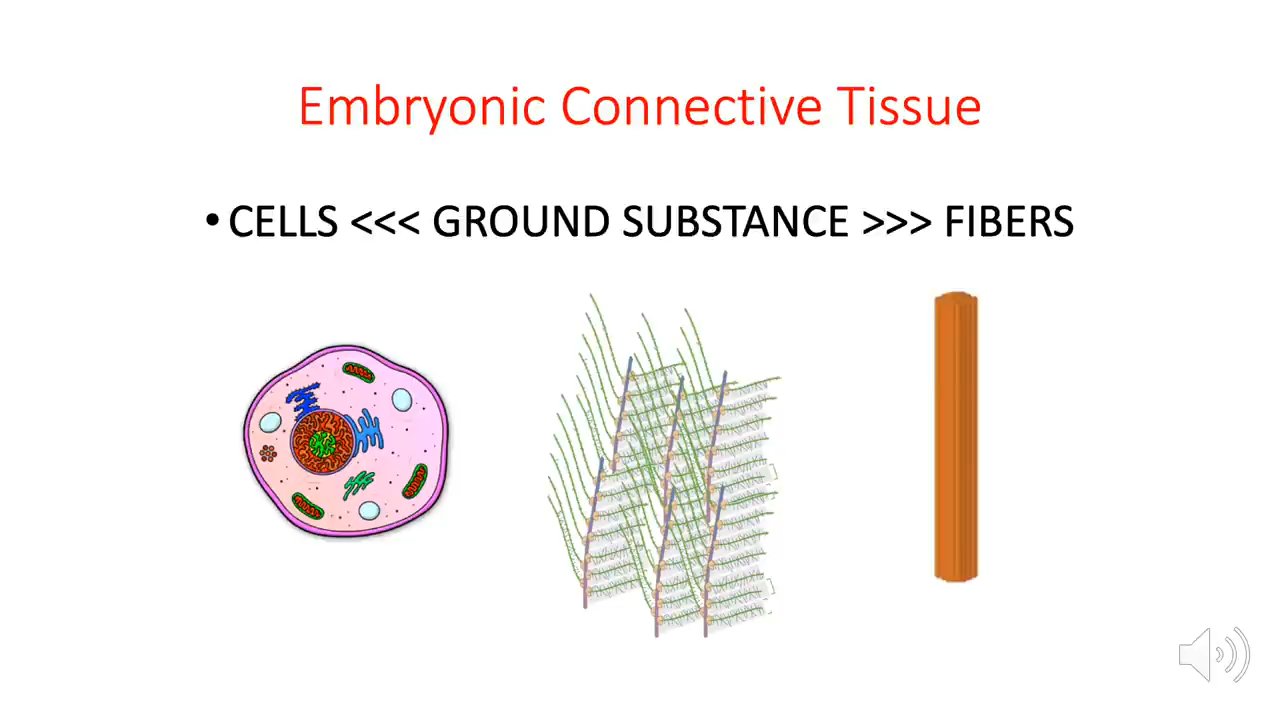 Embryonic Connective Tissue
• CELLS <<< GROUND SUBSTANCE >>> FIBERS